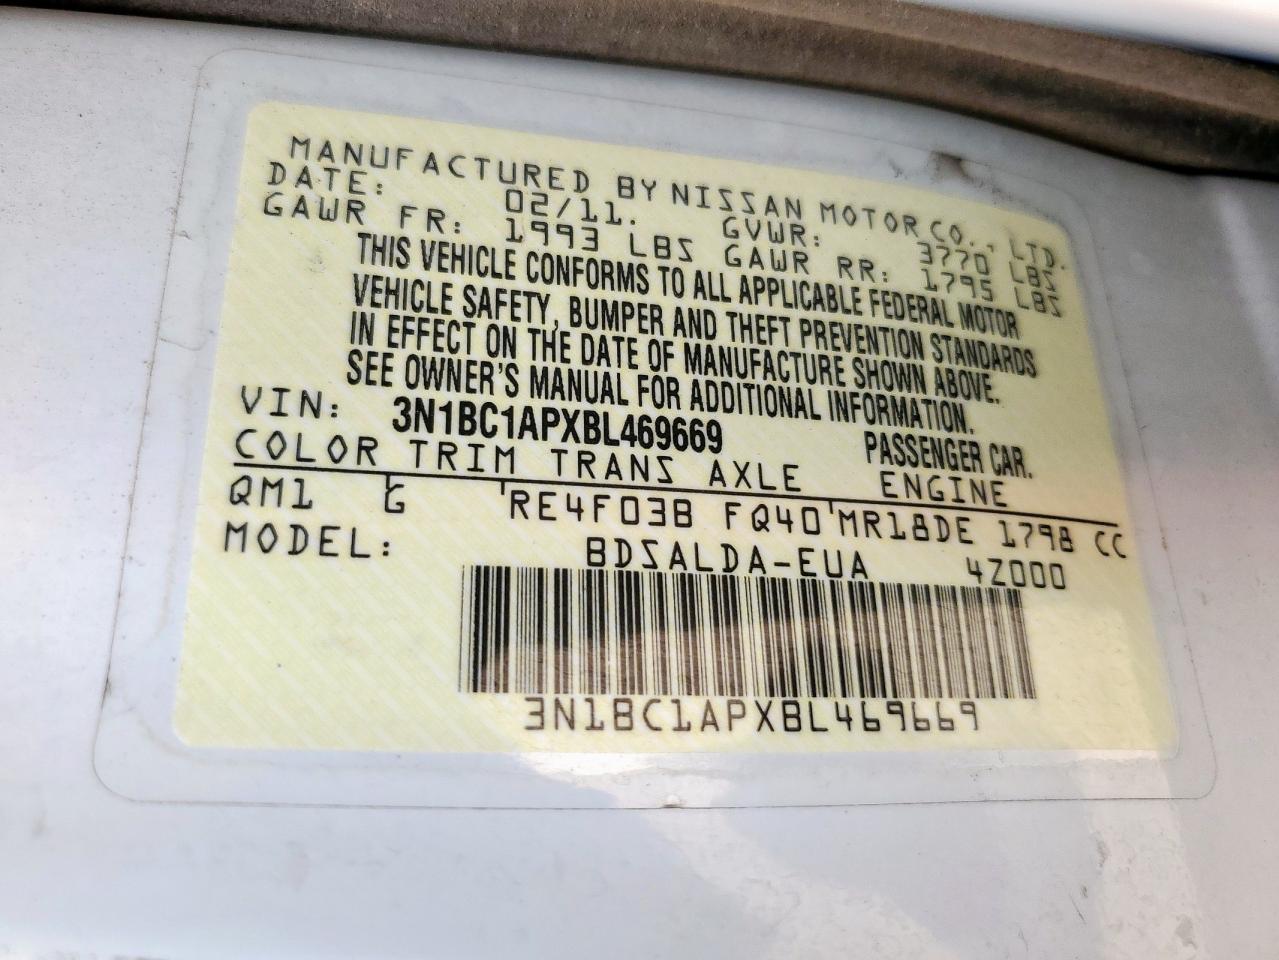 MANUFACTURED BY NISSAN MOTOR CO., LTD.
DATE: 02/11. GVWR: 3770 LBS
GAWR FR: 1993 LBS GAWR RR: 1795 LBS
THIS VEHICLE CONFORMS TO ALL APPLICABLE FEDERAL MOTOR
VEHICLE SAFETY, BUMPER AND THEFT PREVENTION STANDARDS
IN EFFECT ON THE DATE OF MANUFACTURE SHOWN ABOVE.
SEE OWNER'S MANUAL FOR ADDITIONAL INFORMATION.
VIN: 3N1BC1APXBL469669 PASSENGER CAR.
COLOR TRIM TRANS AXLE ENGINE
QM1 G RE4F03B FQ40 MR18DE 1798 CC
MODEL: BDSALDA-EUA 4Z000
3N1BC1APXBL469669